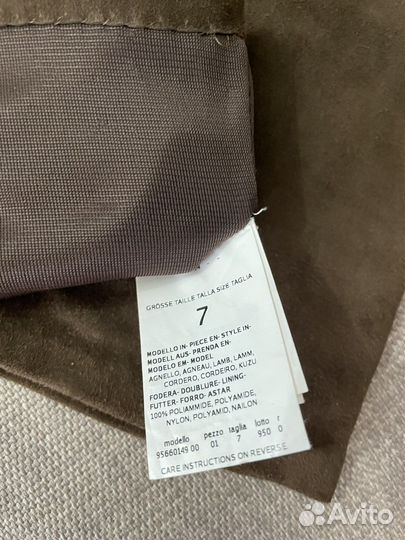 GRÖSSE TAILLE TALLA SIZE TAGLIA
7
MODELLO IN- PIECE EN- STYLE IN-
MODELL AUS- PRENDA EN-
MODELO EM- MODEL
AGNELLO, AGNEAU, LAMB, LAMM,
CORDERO, CORDEIRO, KUZU
FODERA- DOUBLURE- LINING-
FUTTER- FORRO- ASTAR
100% POLIAMMIDE, POLYAMIDE,
NYLON, POLYAMID, NAILON
modello pezzo taglia lotto r
95660149 00 01 7 950 0
CARE INSTRUCTIONS ON REVERSE
Avito